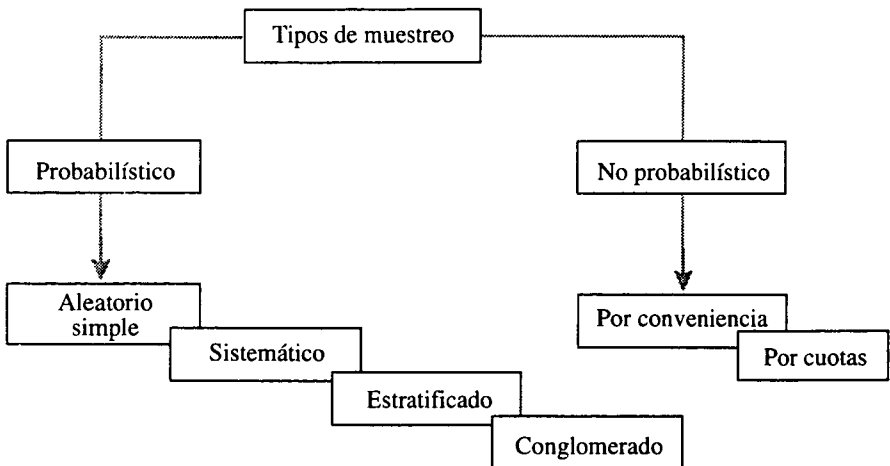 Tipos de muestreo
Probabilístico
No probabilístico
Aleatorio
simple
Sistemático
Estratificado
Conglomerado
Por conveniencia
Por cuotas